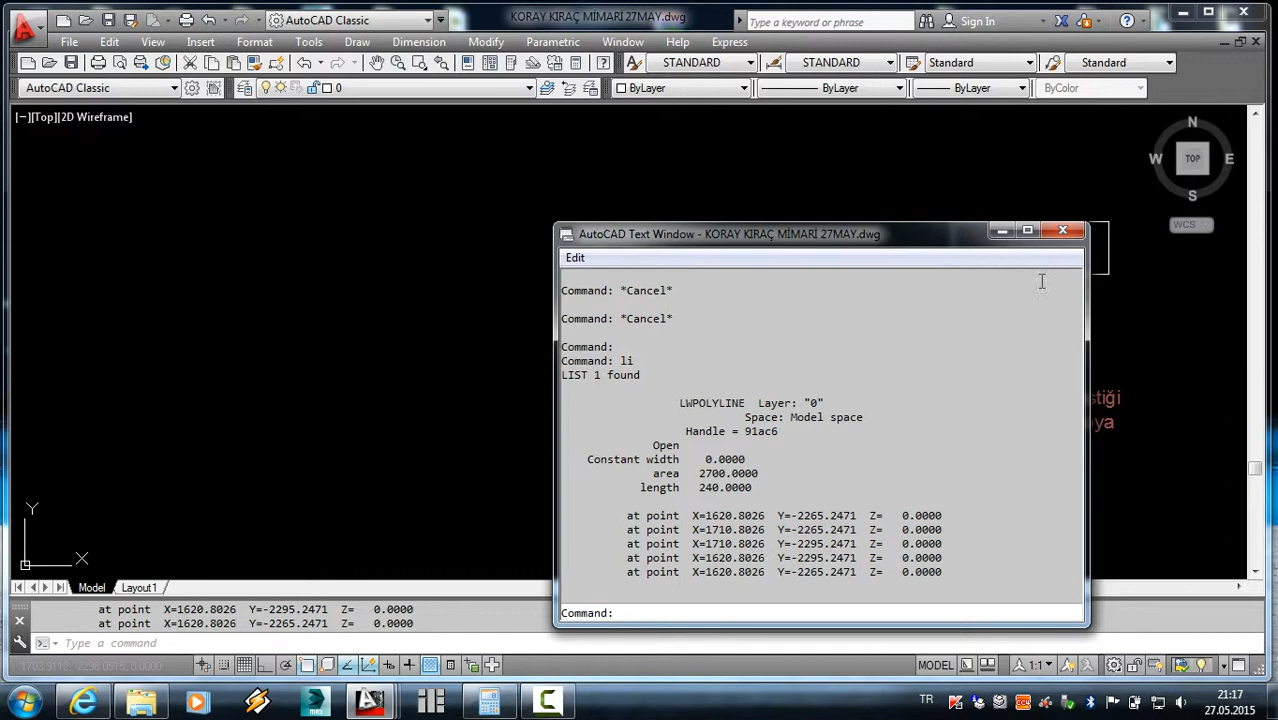 AutoCAD Classic
KORAY KIRAÇ MİMARİ 27MAY.dwg
Type a keyword or phrase
Sign In
File Edit View Insert Format Tools Draw Dimension Modify Parametric Window Help Express
STANDARD STANDARD Standard Standard
AutoCAD Classic 0 ByLayer ByLayer ByLayer ByColor
[−][Top][2D Wireframe]
N
W TOP E
S
WCS
AutoCAD Text Window - KORAY KIRAÇ MİMARİ 27MAY.dwg
Edit
Command: *Cancel*
Command: *Cancel*
Command:
Command: li
LIST 1 found
LWPOLYLINE Layer: "0"
Space: Model space
Handle = 91ac6
Open
Constant width 0.0000
area 2700.0000
length 240.0000
at point X=1620.8026 Y=-2265.2471 Z= 0.0000
at point X=1710.8026 Y=-2265.2471 Z= 0.0000
at point X=1710.8026 Y=-2295.2471 Z= 0.0000
at point X=1620.8026 Y=-2295.2471 Z= 0.0000
at point X=1620.8026 Y=-2265.2471 Z= 0.0000
Command:
stiği
ya
Y
X
Model Layout1
at point X=1620.8026 Y=-2295.2471 Z= 0.0000
at point X=1620.8026 Y=-2265.2471 Z= 0.0000
Type a command
MODEL 1:1
TR
21:17
27.05.2015